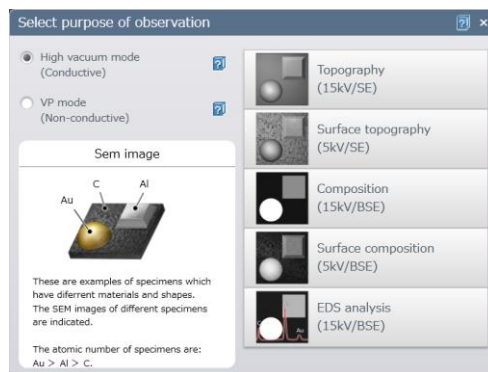 Select purpose of observation
High vacuum mode
(Conductive)
VP mode
(Non-conductive)
Sem image
C
Al
Au
These are examples of specimens which
have diferrent materials and shapes.
The SEM images of different specimens
are indicated.
The atomic number of specimens are:
Au > Al > C.
Topography
(15kV/SE)
Surface topography
(5kV/SE)
Composition
(15kV/BSE)
Surface composition
(5kV/BSE)
EDS analysis
(15kV/BSE)
C
Au